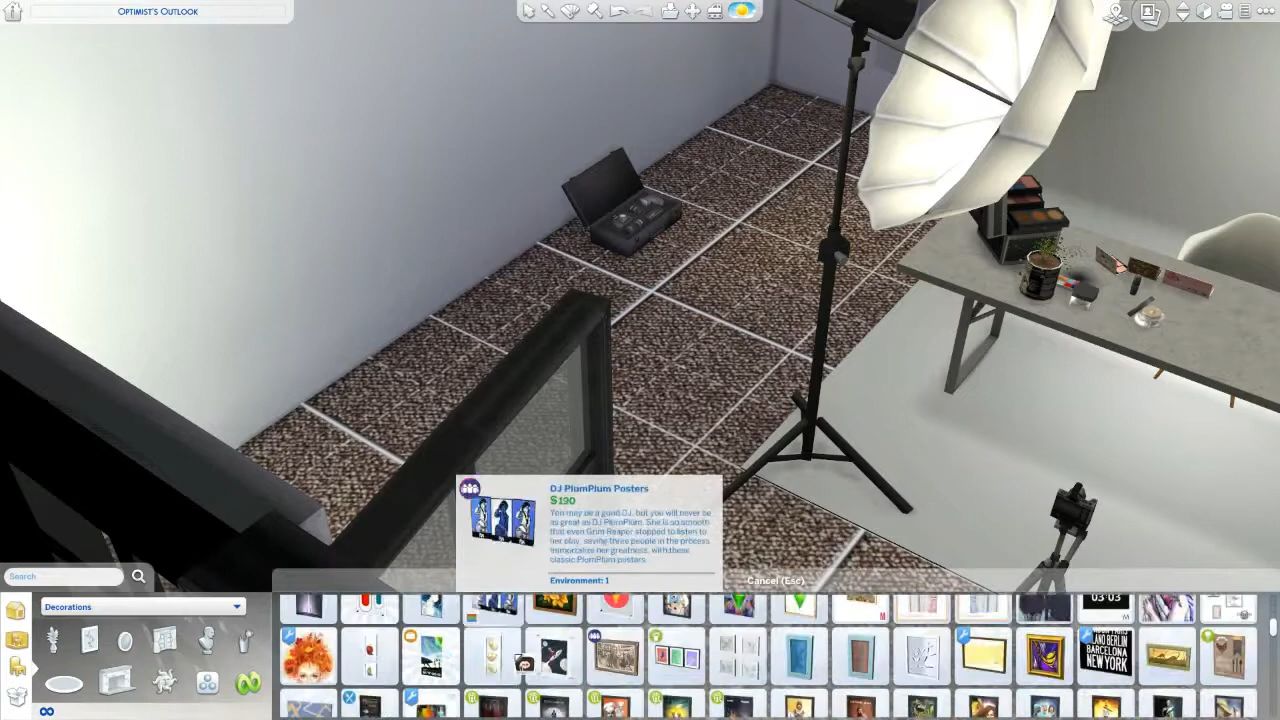 OPTIMIST'S OUTLOOK
DJ PlumPlum Posters
$190
You may be a good DJ, but you will never be
as great as DJ PlumPlum. She is so smooth
that even Grim Reaper stopped to listen to
her play, saving three people in the process
Immortalize her greatness, with these
classic PlumPlum posters.
Environment: 1
Cancel (Esc)
Search
Decorations
03:03
LAND BERLIN
BARCELONA
NEW YORK